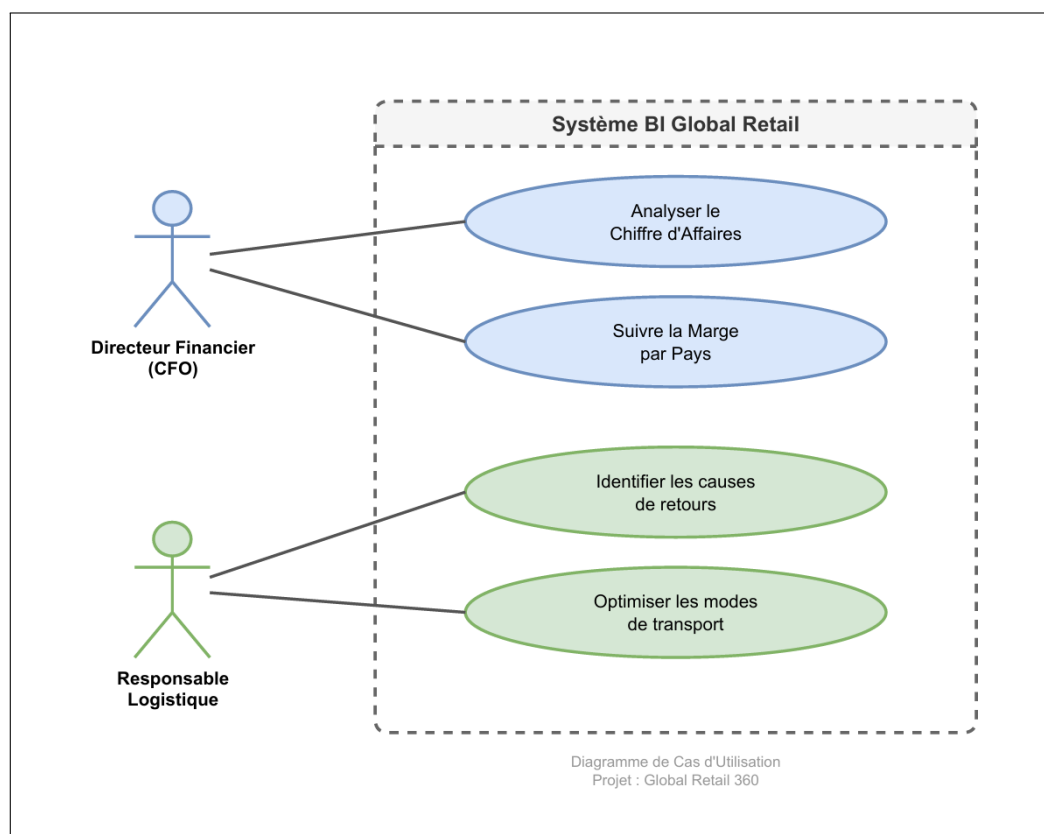 Système BI Global Retail
Analyser le
Chiffre d'Affaires
Suivre la Marge
par Pays
Directeur Financier
(CFO)
Identifier les causes
de retours
Optimiser les modes
de transport
Responsable
Logistique
Diagramme de Cas d'Utilisation
Projet : Global Retail 360